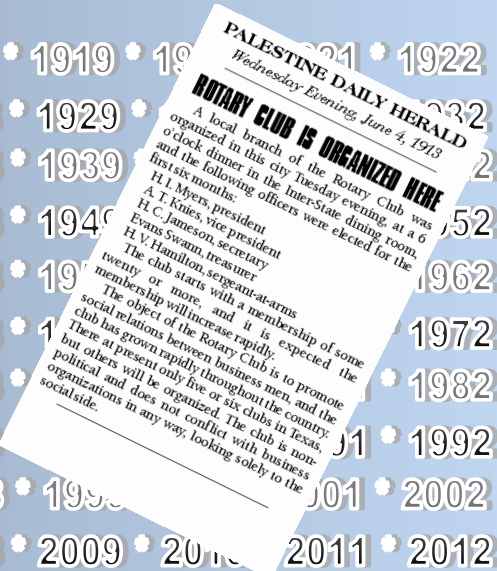 PALESTINE DAILY HERALD
Wednesday Evening, June 4, 1913
ROTARY CLUB IS ORGANIZED HERE
A local branch of the Rotary Club was
organized in this city Tuesday evening, at a 6
o'clock dinner in the Inter-State dining room,
and the following officers were elected for the
first six months:
H. I. Myers, president
A. T. Knies, vice president
H. C. Jameson, secretary
Evans Swann, treasurer
H. V. Hamilton, sergeant-at-arms
The club starts with a membership of some
twenty or more, and it is expected the
membership will increase rapidly.
The object of the Rotary Club is to promote
social relations between business men, and the
club has grown rapidly throughout the country.
There at present only five or six clubs in Texas,
but others will be organized. The club is non-
political and does not conflict with business
organizations in any way, looking solely to the
social side.
* 1919 * * 1922
* 1929
* 1939
1949
1962
1972
1982
* 1992
* * 2002
* 2009 * 2011 * 2012